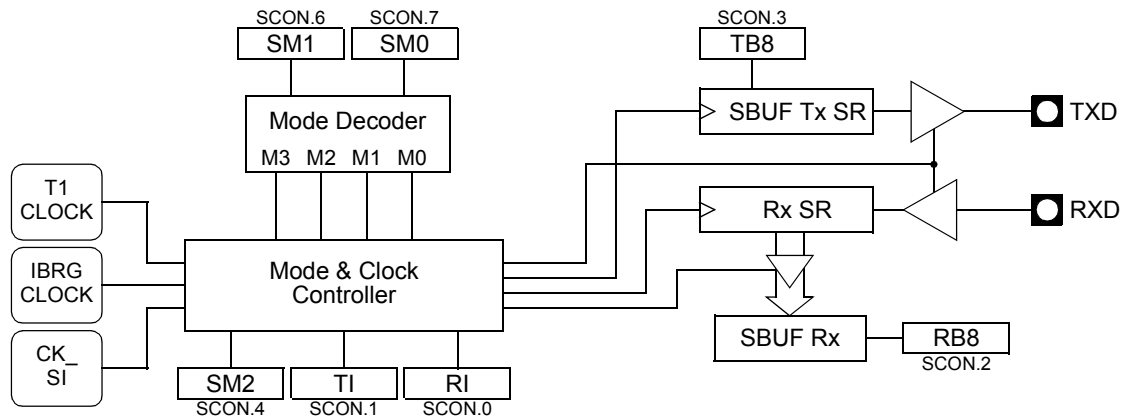 SCON.6 SCON.7 SCON.3
SM1 SM0 TB8
Mode Decoder
M3 M2 M1 M0
SBUF Tx SR
TXD
T1
CLOCK
Rx SR
RXD
IBRG
CLOCK
Mode & Clock
Controller
CK_
SI
SBUF Rx
RB8
SCON.2
SM2 TI RI
SCON.4 SCON.1 SCON.0